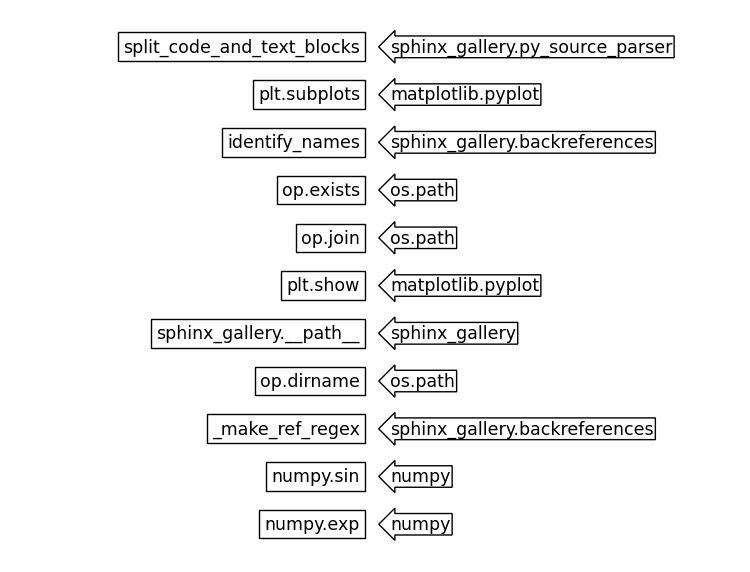 split_code_and_text_blocks sphinx_gallery.py_source_parser
plt.subplots matplotlib.pyplot
identify_names sphinx_gallery.backreferences
op.exists os.path
op.join os.path
plt.show matplotlib.pyplot
sphinx_gallery.__path__ sphinx_gallery
op.dirname os.path
_make_ref_regex sphinx_gallery.backreferences
numpy.sin numpy
numpy.exp numpy